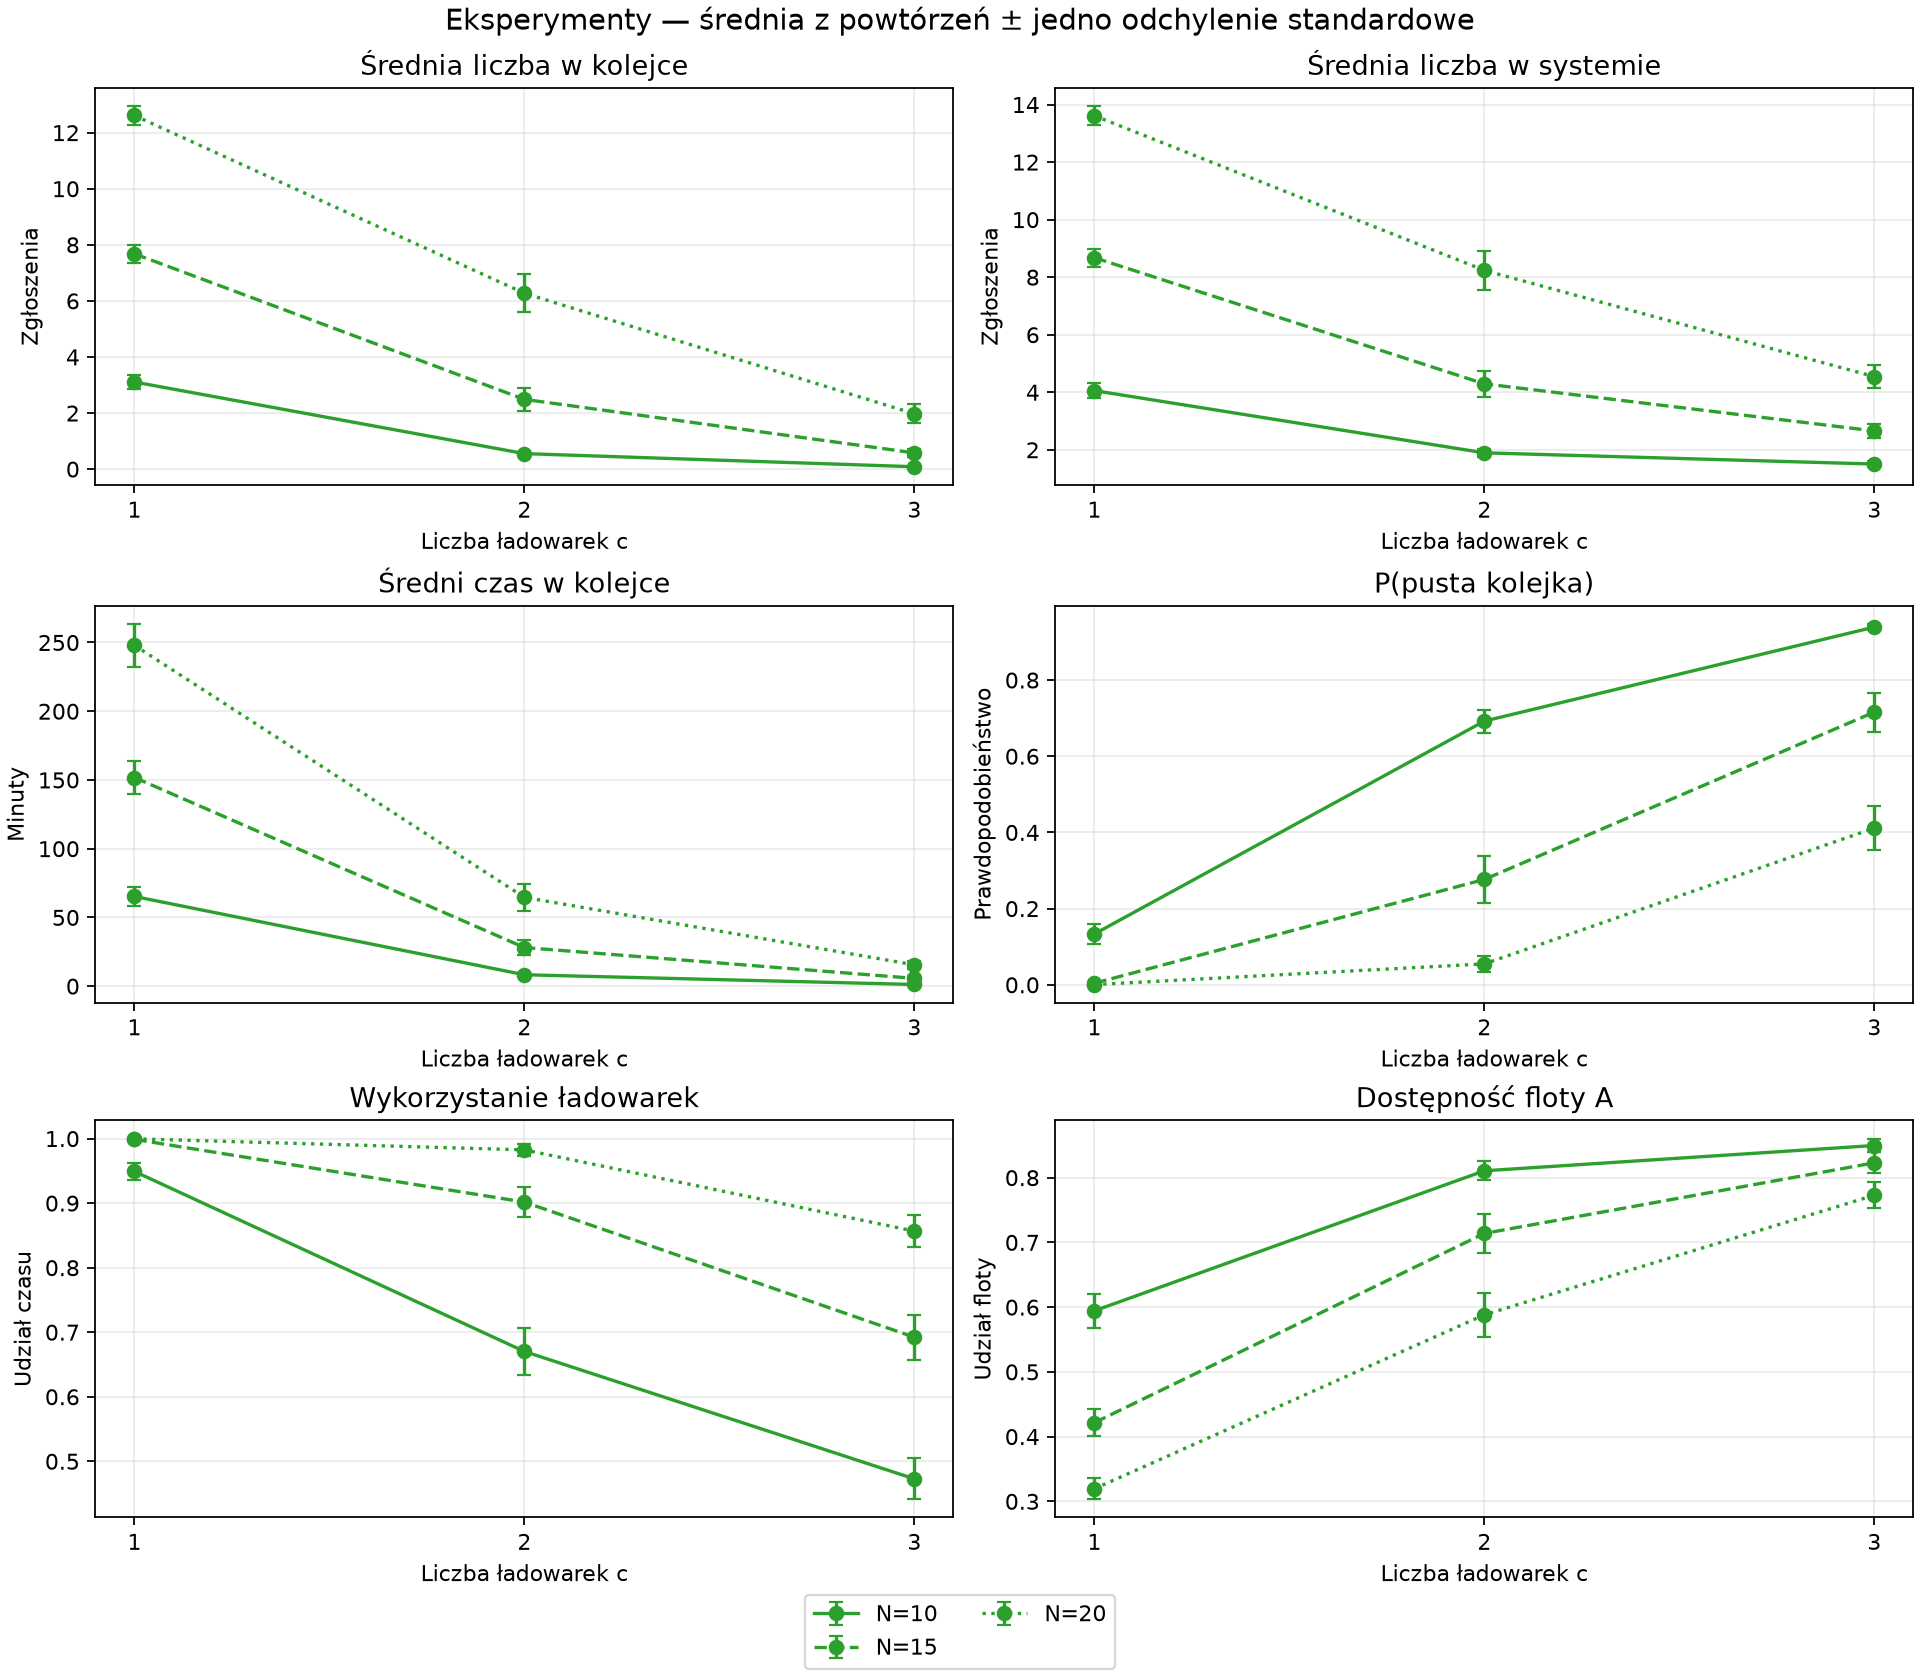 Eksperymenty — średnia z powtórzeń ± jedno odchylenie standardowe
Średnia liczba w kolejce
Zgłoszenia
12
10
8
6
4
2
0
1 2 3
Liczba ładowarek c
Średnia liczba w systemie
Zgłoszenia
14
12
10
8
6
4
2
1 2 3
Liczba ładowarek c
Średni czas w kolejce
Minuty
250
200
150
100
50
0
1 2 3
Liczba ładowarek c
P(pusta kolejka)
Prawdopodobieństwo
0.8
0.6
0.4
0.2
0.0
1 2 3
Liczba ładowarek c
Wykorzystanie ładowarek
Udział czasu
1.0
0.9
0.8
0.7
0.6
0.5
1 2 3
Liczba ładowarek c
Dostępność floty A
Udział floty
0.8
0.7
0.6
0.5
0.4
0.3
1 2 3
Liczba ładowarek c
N=10
N=15
N=20